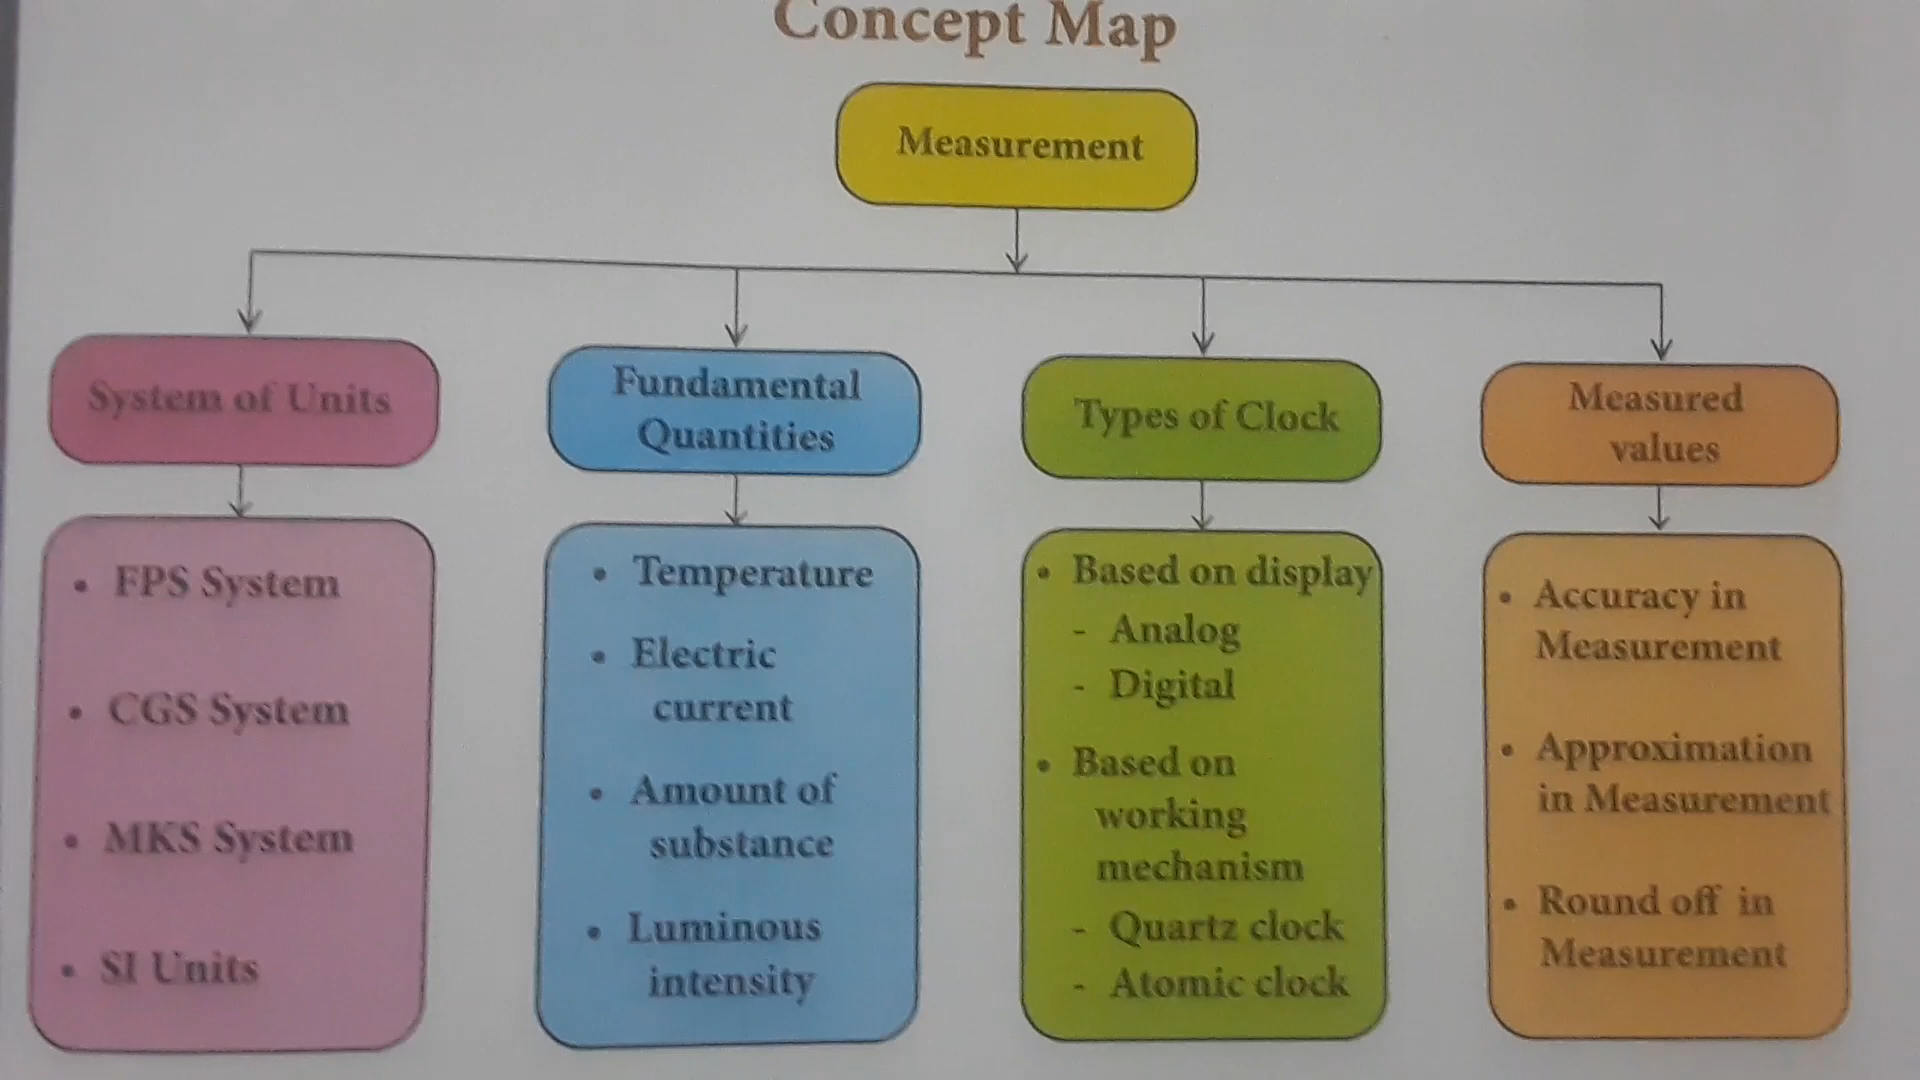 Concept Map
Measurement
System of Units
• FPS System
• CGS System
• MKS System
• SI Units
Fundamental
Quantities
• Temperature
• Electric
current
• Amount of
substance
• Luminous
intensity
Types of Clock
• Based on display
- Analog
- Digital
• Based on
working
mechanism
- Quartz clock
- Atomic clock
Measured
values
• Accuracy in
Measurement
• Approximation
in Measurement
• Round off in
Measurement